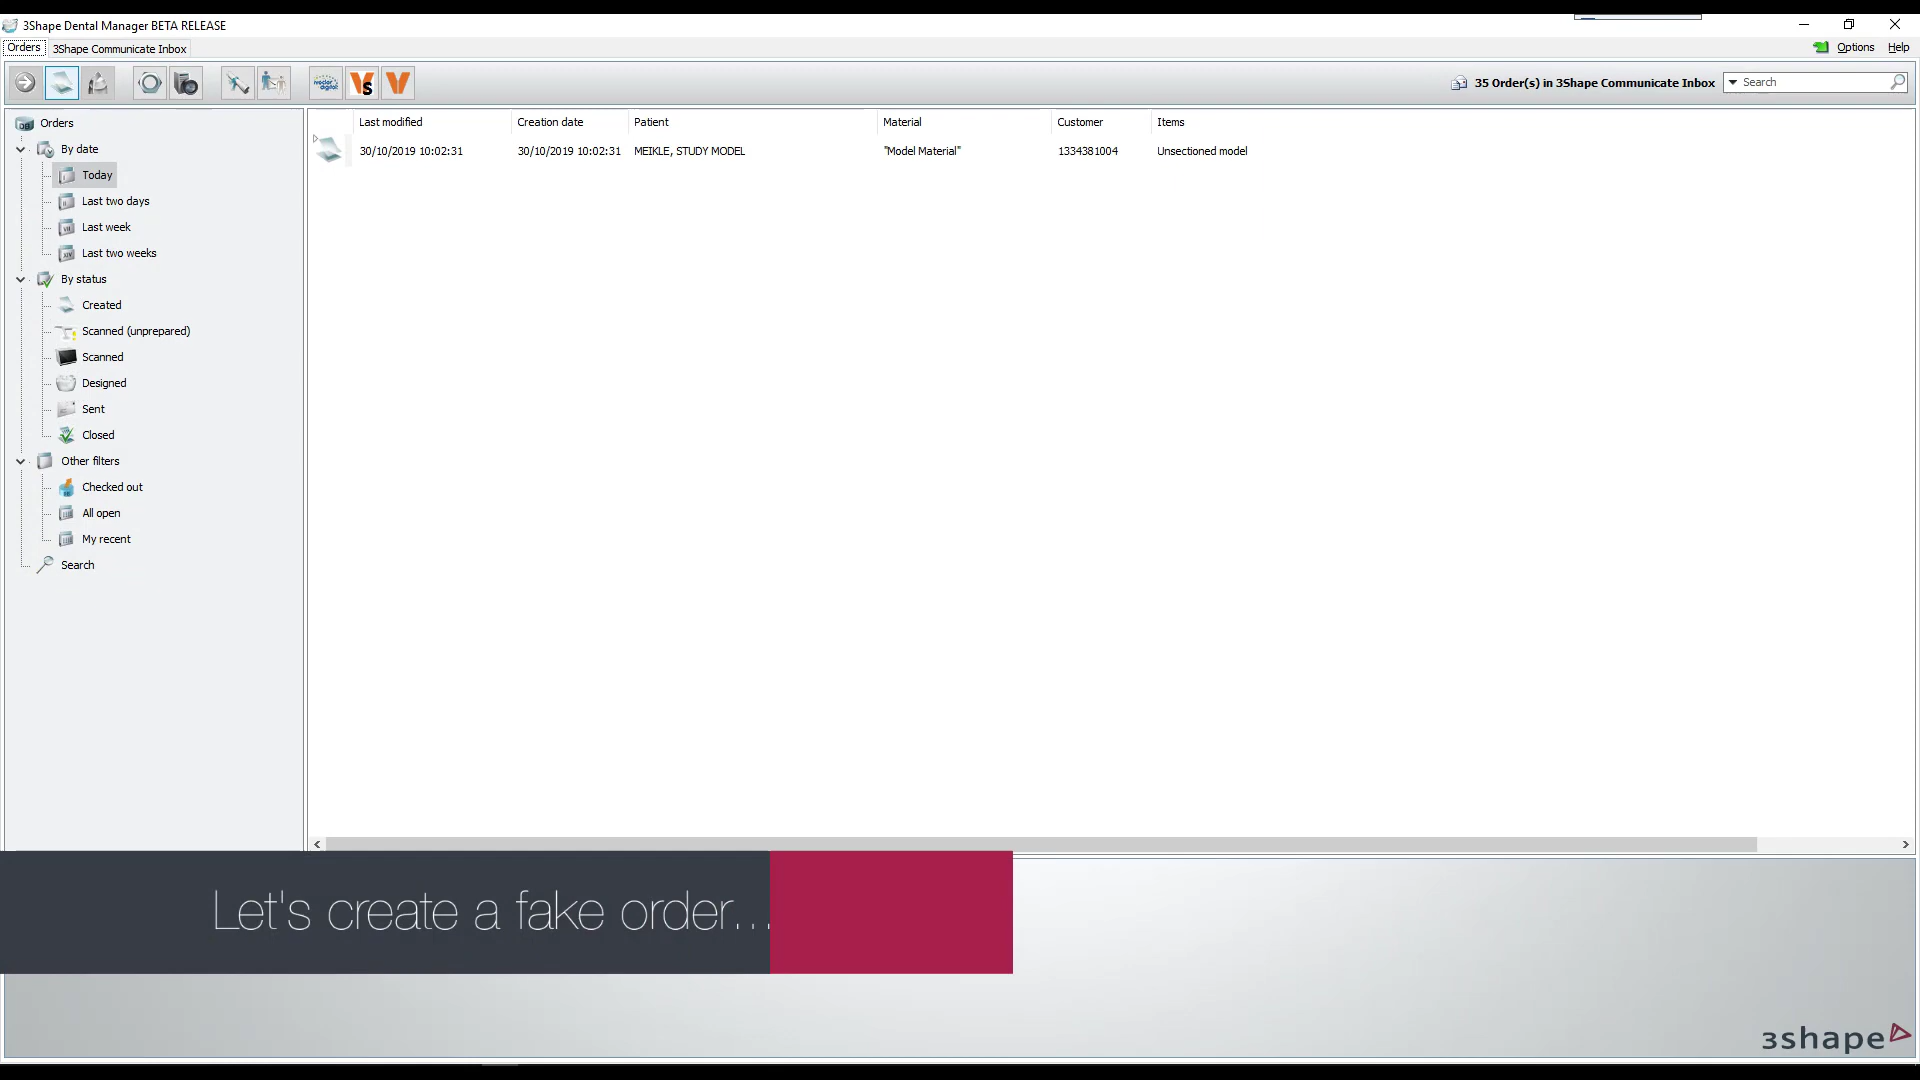 3Shape Dental Manager BETA RELEASE
Orders 3Shape Communicate Inbox
Options Help
ivoclar digital VS V
35 Order(s) in 3Shape Communicate Inbox Search
Orders
By date
Today
Last two days
Last week
Last two weeks
By status
Created
Scanned (unprepared)
Scanned
Designed
Sent
Closed
Other filters
Checked out
All open
My recent
Search
Last modified Creation date Patient Material Customer Items
30/10/2019 10:02:31 30/10/2019 10:02:31 MEIKLE, STUDY MODEL "Model Material" 1334381004 Unsectioned model
Let's create a fake order...
3shape